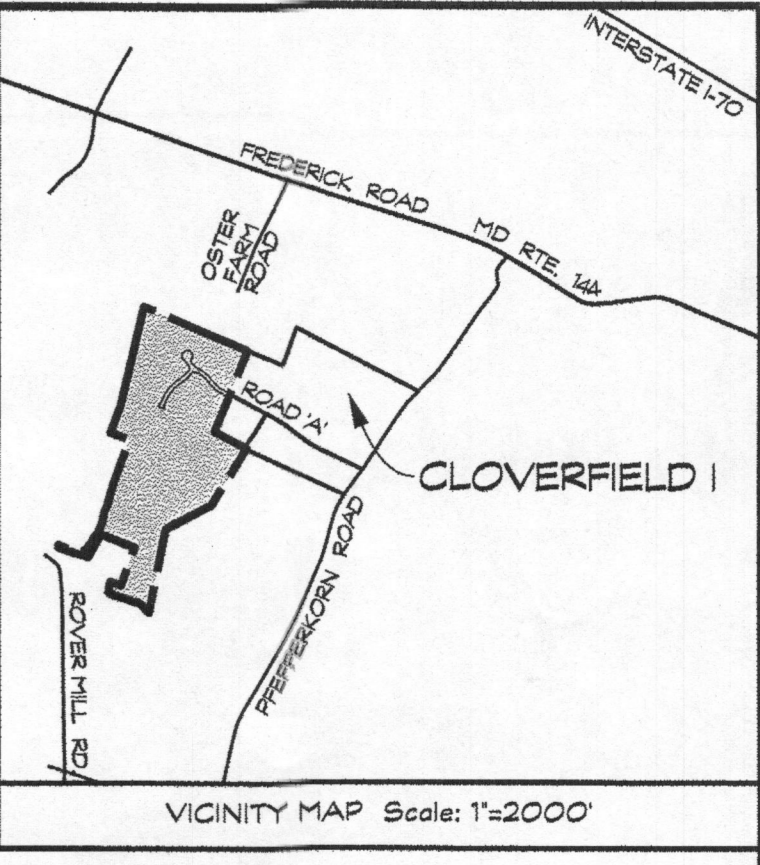 INTERSTATE I-70
FREDERICK ROAD
MD RTE. 144
OSTER
FARM
ROAD
ROAD 'A'
CLOVERFIELD I
PFEFFERKORN ROAD
ROVER MILL RD
VICINITY MAP Scale: 1"=2000'